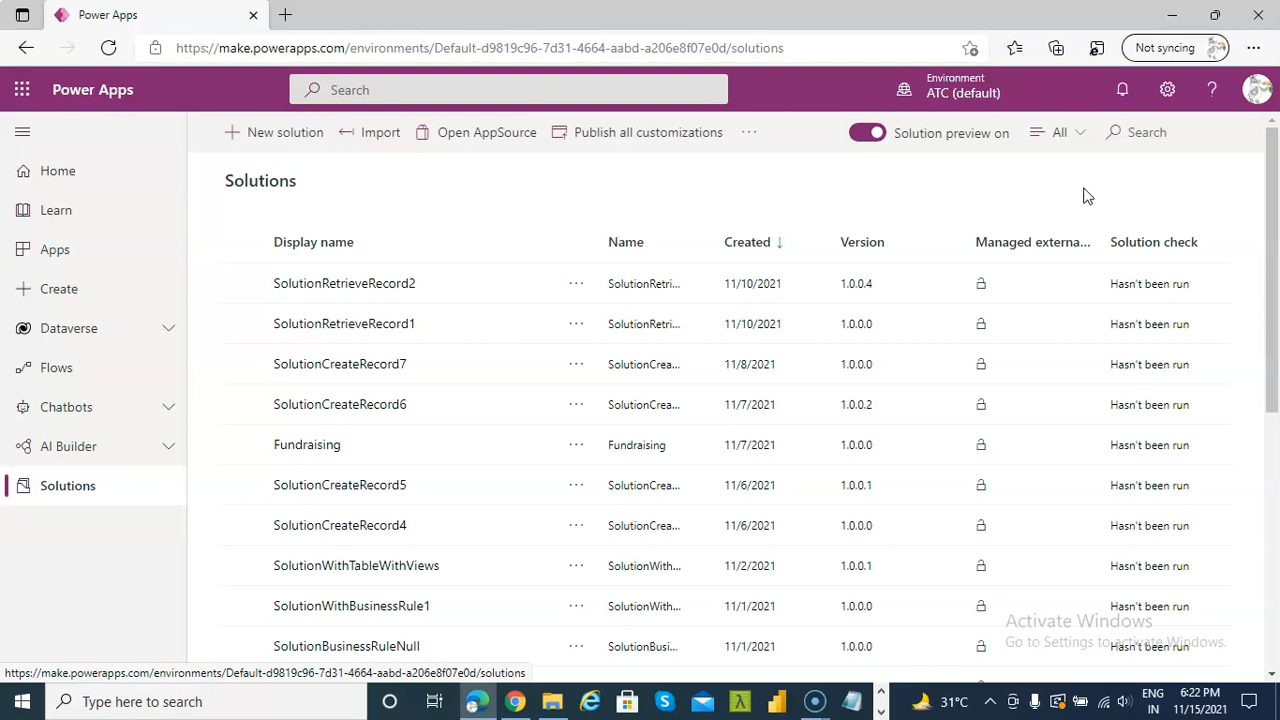 Power Apps
https://make.powerapps.com/environments/Default-d9819c96-7d31-4664-aabd-a206e8f07e0d/solutions
Not syncing
Power Apps
Search
Environment
ATC (default)
New solution
Import
Open AppSource
Publish all customizations
Solution preview on
All
Search
Home
Learn
Apps
Create
Dataverse
Flows
Chatbots
AI Builder
Solutions
Solutions
Display name Name Created ↓ Version Managed externa... Solution check
SolutionRetrieveRecord2 ... SolutionRetri... 11/10/2021 1.0.0.4 Hasn't been run
SolutionRetrieveRecord1 ... SolutionRetri... 11/10/2021 1.0.0.0 Hasn't been run
SolutionCreateRecord7 ... SolutionCrea... 11/8/2021 1.0.0.0 Hasn't been run
SolutionCreateRecord6 ... SolutionCrea... 11/7/2021 1.0.0.2 Hasn't been run
Fundraising ... Fundraising 11/7/2021 1.0.0.0 Hasn't been run
SolutionCreateRecord5 ... SolutionCrea... 11/6/2021 1.0.0.1 Hasn't been run
SolutionCreateRecord4 ... SolutionCrea... 11/6/2021 1.0.0.0 Hasn't been run
SolutionWithTableWithViews ... SolutionWith... 11/2/2021 1.0.0.1 Hasn't been run
SolutionWithBusinessRule1 ... SolutionWith... 11/1/2021 1.0.0.0 Hasn't been run
SolutionBusinessRuleNull ... SolutionBusi... 11/1/2021 1.0.0.0 Hasn't been run
Activate Windows
Go to Settings to activate Windows.
https://make.powerapps.com/environments/Default-d9819c96-7d31-4664-aabd-a206e8f07e0d/solutions
Type here to search
31°C
ENG
IN
6:22 PM
11/15/2021